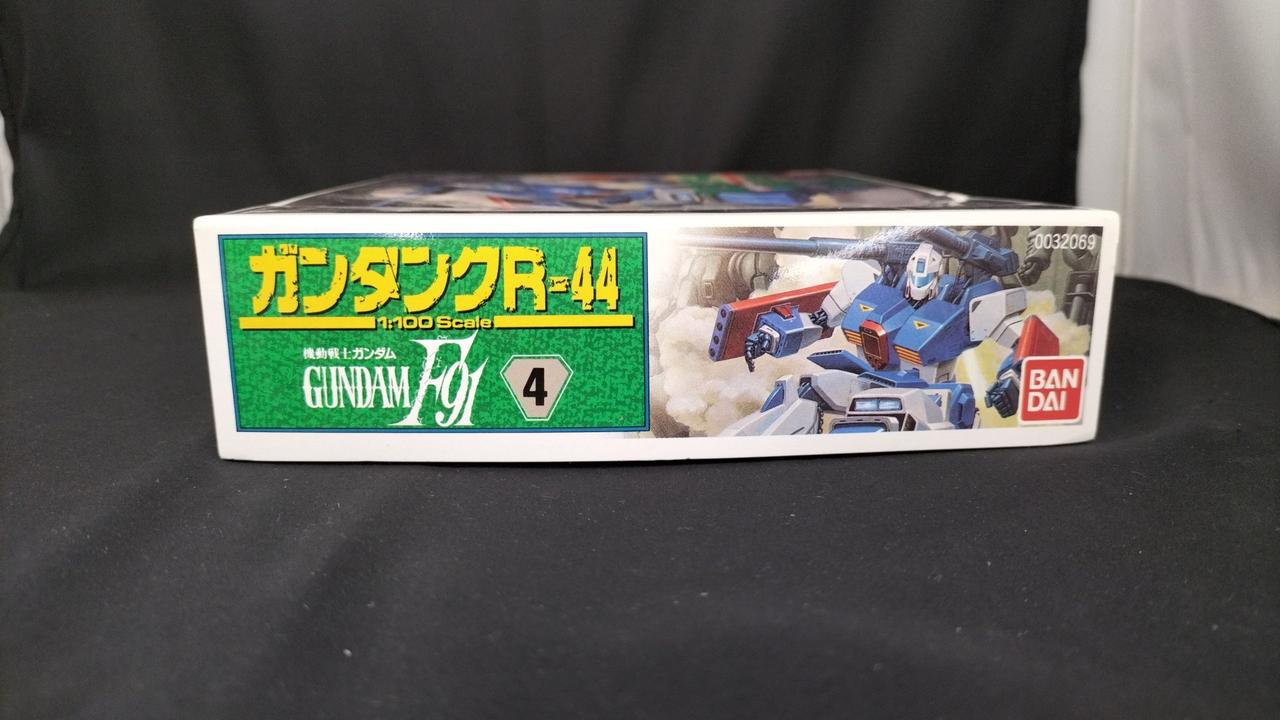 ガンタンクR-44
1:100 Scale
機動戦士ガンダム
GUNDAM F91
4
0032069
BAN
DAI